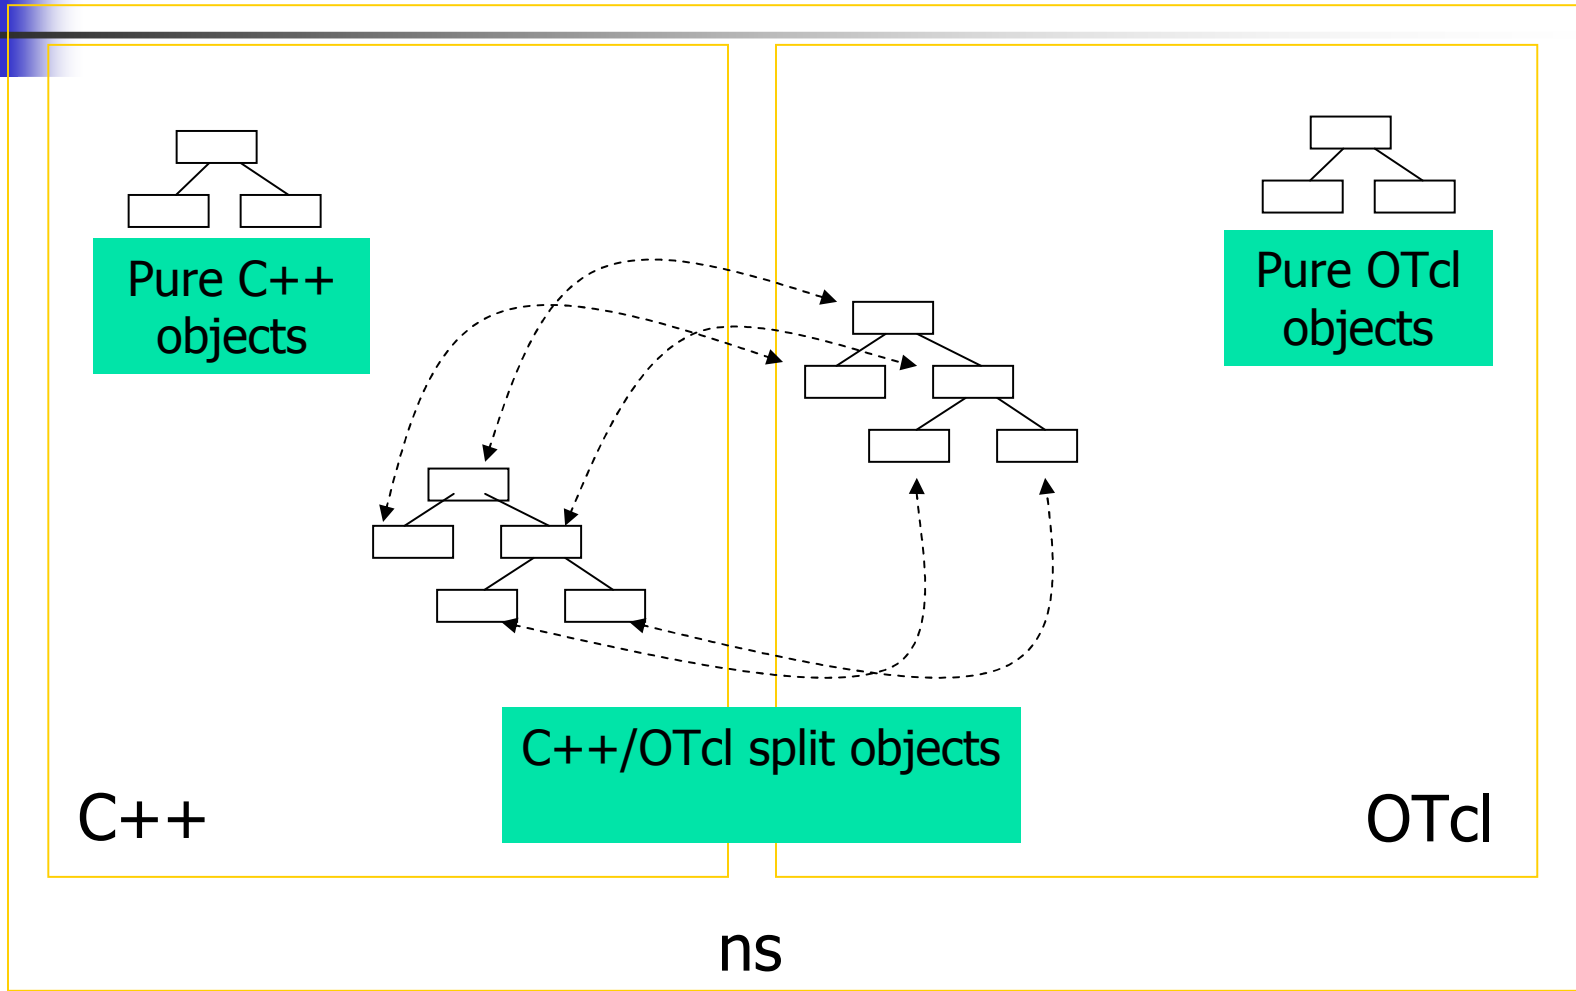 Pure C++
objects
Pure OTcl
objects
C++/OTcl split objects
C++
OTcl
ns